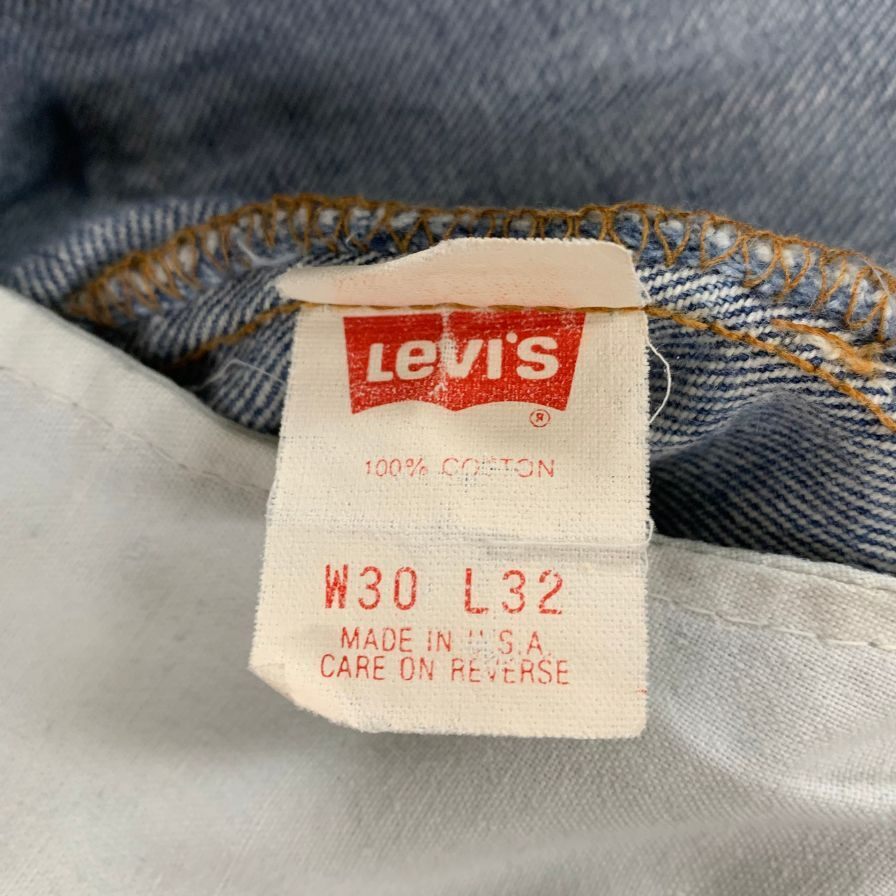 Levi's
®
100% COTTON
W30 L32
MADE IN U.S.A.
CARE ON REVERSE